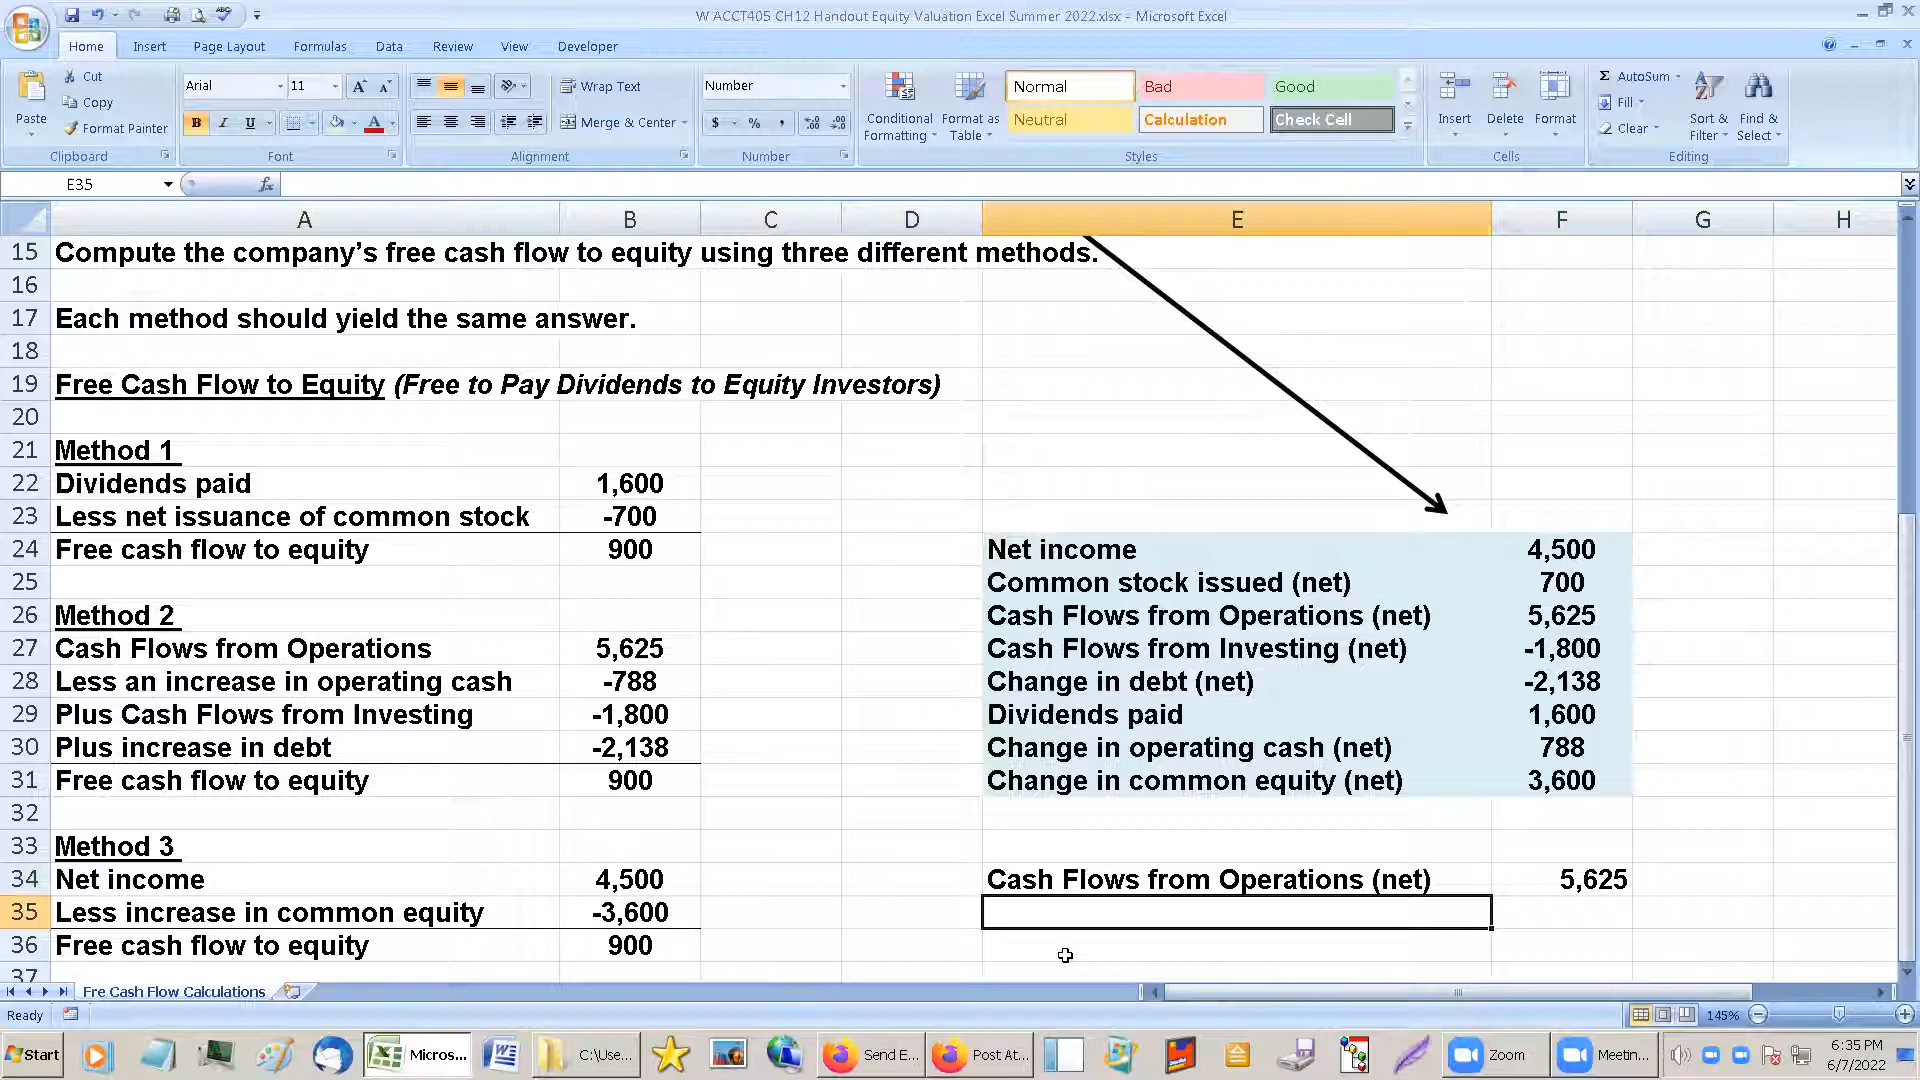 W ACCT405 CH12 Handout Equity Valuation Excel Summer 2022.xlsx - Microsoft Excel
Home Insert Page Layout Formulas Data Review View Developer
Paste Cut Copy Format Painter Clipboard
Arial 11 A A B I U A Font
Wrap Text Merge & Center Alignment
Number $ % , Number
Conditional Formatting Format as Table Normal Bad Good Neutral Calculation Check Cell Styles
Insert Delete Format Cells
Σ AutoSum Fill Clear Sort & Filter Find & Select Editing
E35 fx
A B C D E F G H
15 Compute the company’s free cash flow to equity using three different methods.
16
17 Each method should yield the same answer.
18
19 Free Cash Flow to Equity (Free to Pay Dividends to Equity Investors)
20
21 Method 1
22 Dividends paid 1,600
23 Less net issuance of common stock -700
24 Free cash flow to equity 900 Net income 4,500
25 Common stock issued (net) 700
26 Method 2 Cash Flows from Operations (net) 5,625
27 Cash Flows from Operations 5,625 Cash Flows from Investing (net) -1,800
28 Less an increase in operating cash -788 Change in debt (net) -2,138
29 Plus Cash Flows from Investing -1,800 Dividends paid 1,600
30 Plus increase in debt -2,138 Change in operating cash (net) 788
31 Free cash flow to equity 900 Change in common equity (net) 3,600
32
33 Method 3
34 Net income 4,500 Cash Flows from Operations (net) 5,625
35 Less increase in common equity -3,600
36 Free cash flow to equity 900
37
Fre Cash Flow Calculations
Ready 145%
Start Micros... C:\Use... Send E... Post At... Zoom Meetin... 6:35 PM
6/7/2022